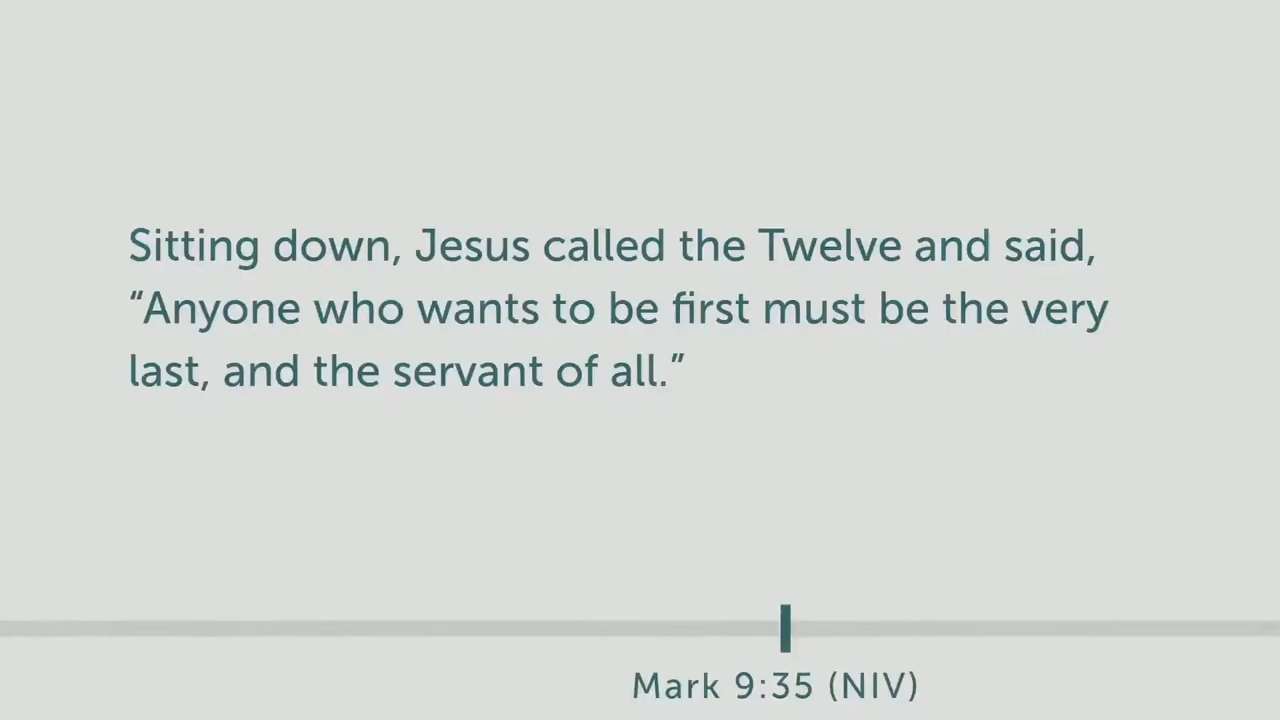 Sitting down, Jesus called the Twelve and said,
“Anyone who wants to be first must be the very
last, and the servant of all.”
Mark 9:35 (NIV)